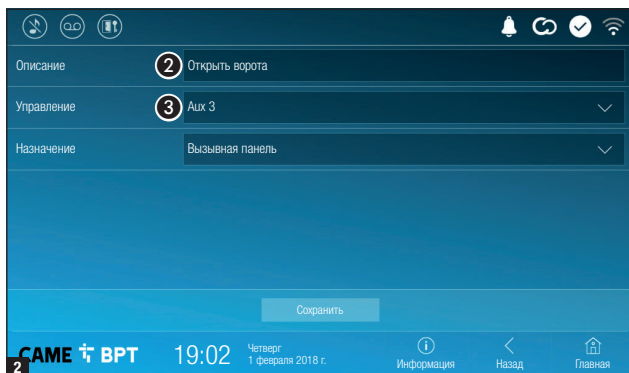 Описание 2 Открыть ворота
Управление 3 Aux 3
Назначение Вызывная панель
Сохранить
CAME BPT 19:02 Четверг
1 февраля 2018 г.
Информация Назад Главная
2